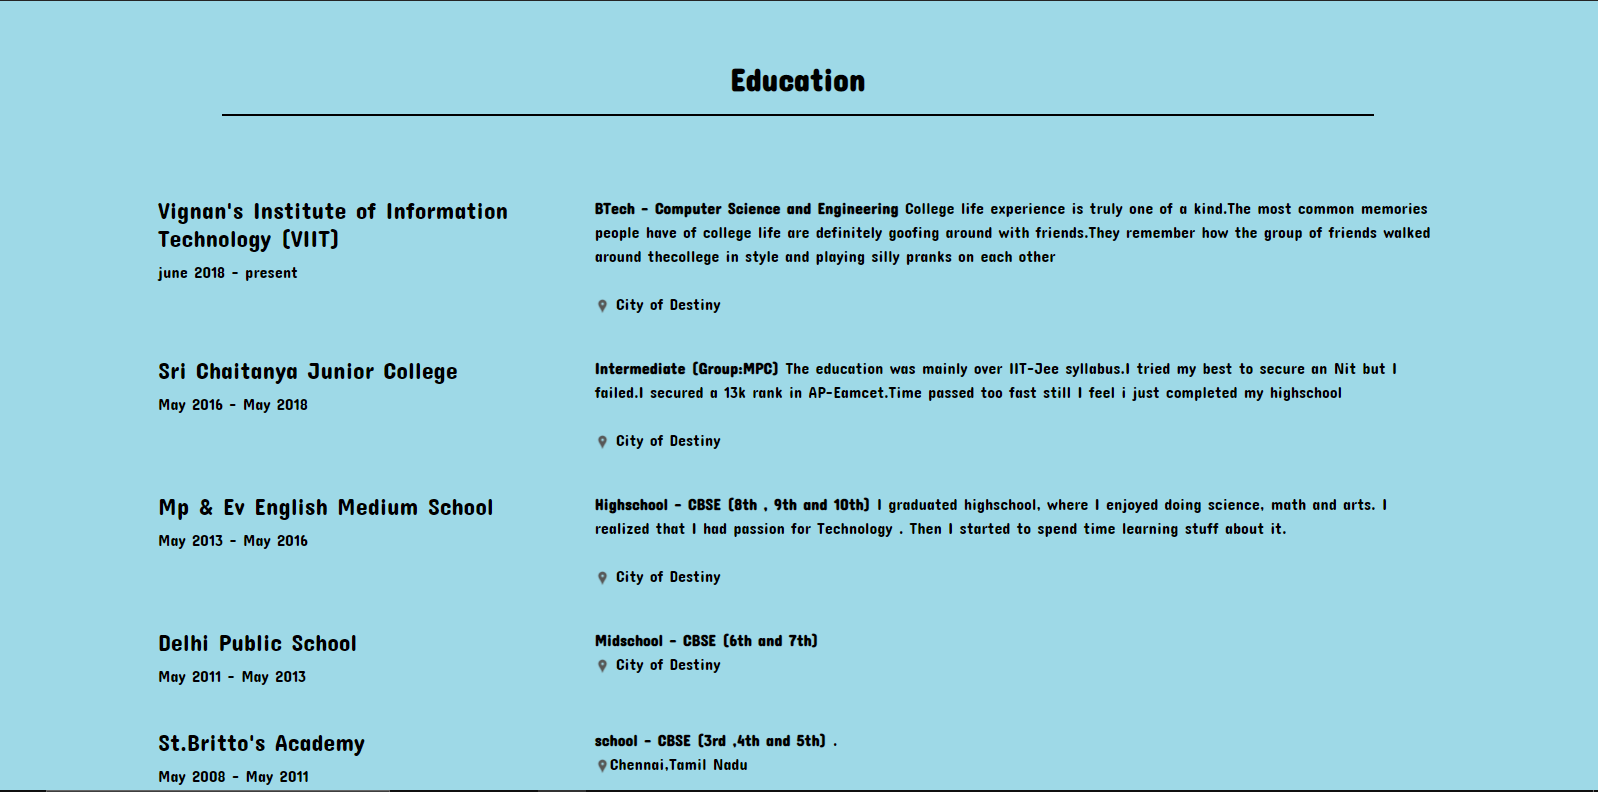 Education
Vignan's Institute of Information
Technology (VIIT)
june 2018 - present
BTech - Computer Science and Engineering College life experience is truly one of a kind.The most common memories
people have of college life are definitely goofing around with friends.They remember how the group of friends walked
around thecollege in style and playing silly pranks on each other
City of Destiny
Sri Chaitanya Junior College
May 2016 - May 2018
Intermediate (Group:MPC) The education was mainly over IIT-Jee syllabus.I tried my best to secure an Nit but I
failed.I secured a 13k rank in AP-Eamcet.Time passed too fast still I feel i just completed my highschool
City of Destiny
Mp & Ev English Medium School
May 2013 - May 2016
Highschool - CBSE (8th , 9th and 10th) I graduated highschool, where I enjoyed doing science, math and arts. I
realized that I had passion for Technology . Then I started to spend time learning stuff about it.
City of Destiny
Delhi Public School
May 2011 - May 2013
Midschool - CBSE (6th and 7th)
City of Destiny
St.Britto's Academy
May 2008 - May 2011
school - CBSE (3rd ,4th and 5th) .
Chennai,Tamil Nadu